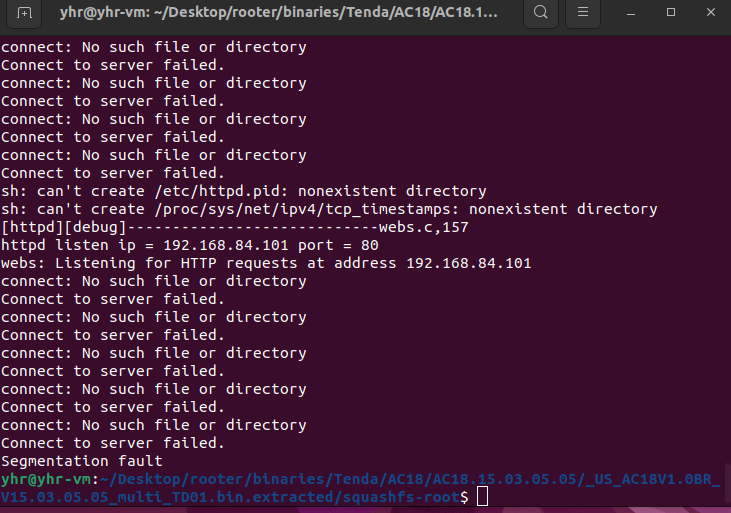 yhr@yhr-vm: ~/Desktop/rooter/binaries/Tenda/AC18/AC18.1...
connect: No such file or directory
Connect to server failed.
connect: No such file or directory
Connect to server failed.
connect: No such file or directory
Connect to server failed.
connect: No such file or directory
Connect to server failed.
sh: can't create /etc/httpd.pid: nonexistent directory
sh: can't create /proc/sys/net/ipv4/tcp_timestamps: nonexistent directory
[httpd][debug]----------------------------webs.c,157
httpd listen ip = 192.168.84.101 port = 80
webs: Listening for HTTP requests at address 192.168.84.101
connect: No such file or directory
Connect to server failed.
connect: No such file or directory
Connect to server failed.
connect: No such file or directory
Connect to server failed.
connect: No such file or directory
Connect to server failed.
connect: No such file or directory
Connect to server failed.
Segmentation fault
yhr@yhr-vm:~/Desktop/rooter/binaries/Tenda/AC18/AC18.15.03.05.05/_US_AC18V1.0BR_
V15.03.05.05_multi_TD01.bin.extracted/squashfs-root$